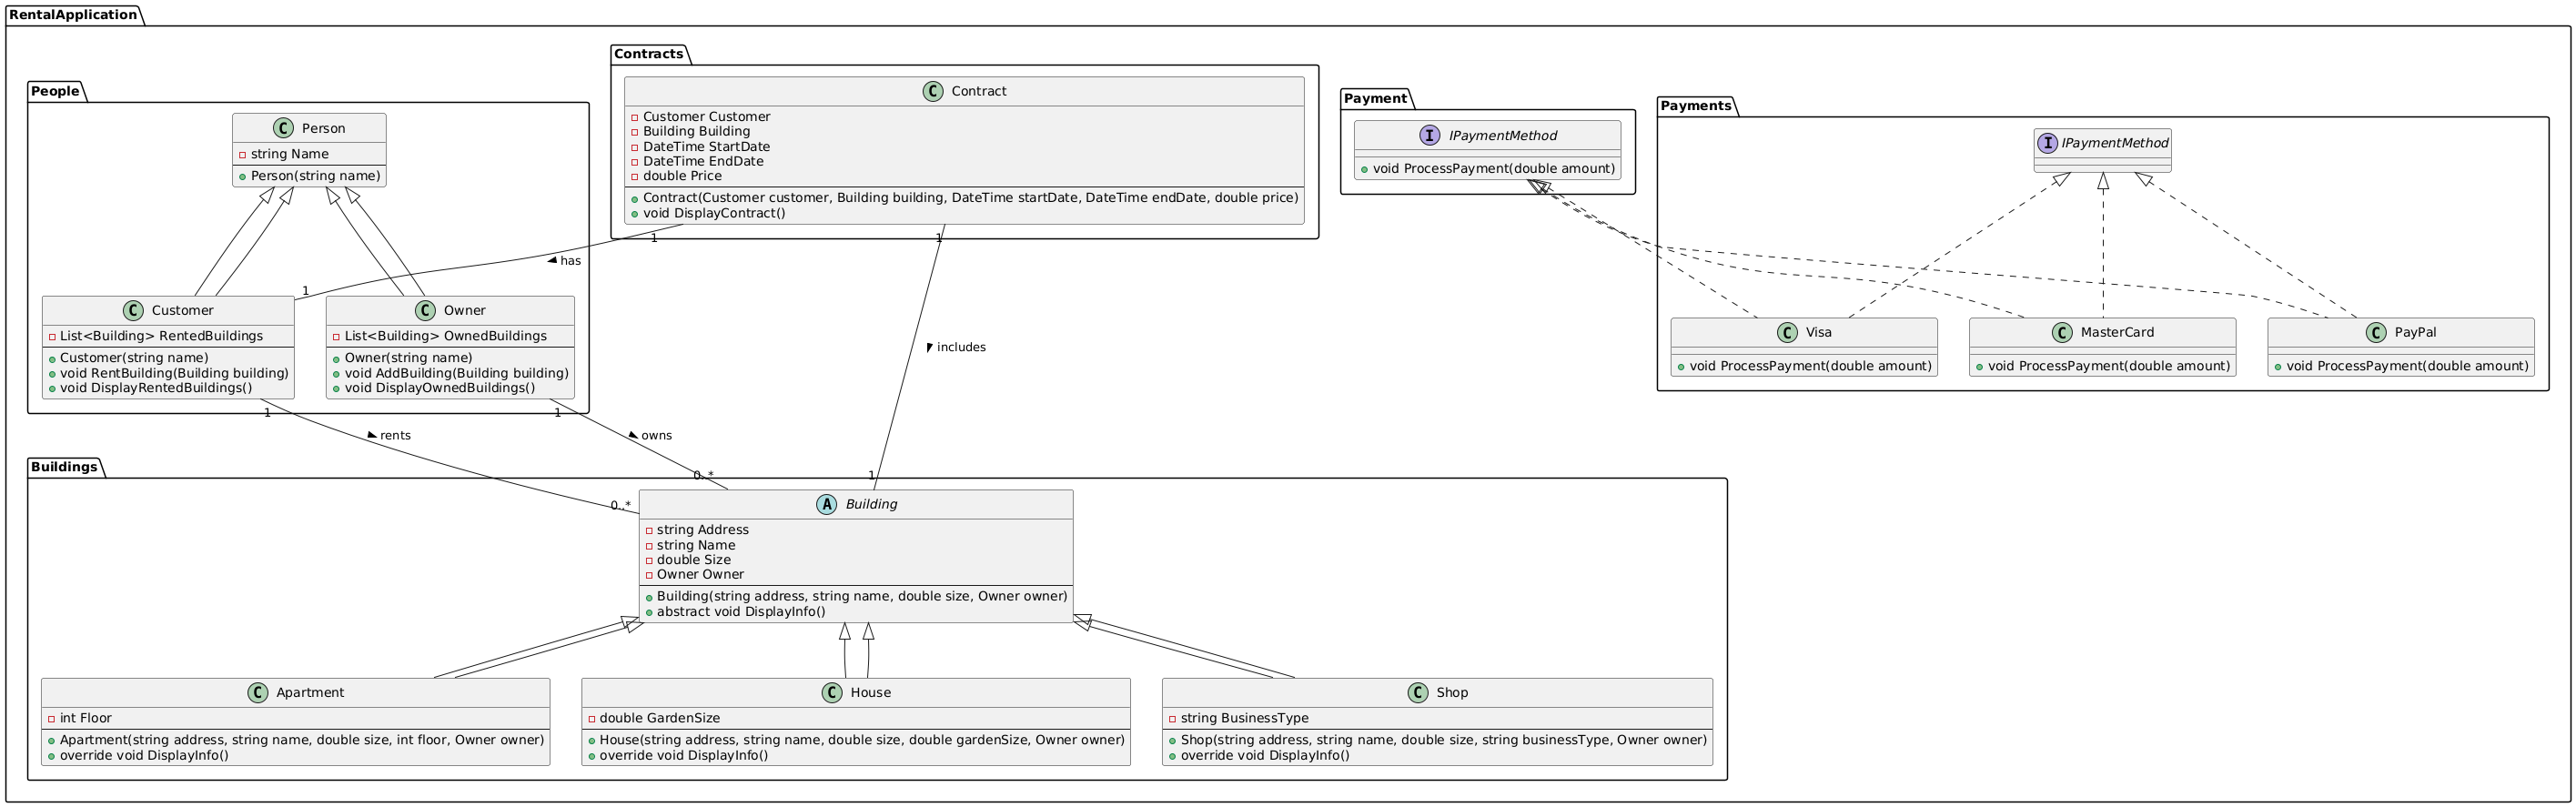 RentalApplication
People
Person
string Name
Person(string name)
Customer
List<Building> RentedBuildings
Customer(string name)
void RentBuilding(Building building)
void DisplayRentedBuildings()
Owner
List<Building> OwnedBuildings
Owner(string name)
void AddBuilding(Building building)
void DisplayOwnedBuildings()
Contracts
C Contract
Customer Customer
Building Building
DateTime StartDate
DateTime EndDate
double Price
Contract(Customer customer, Building building, DateTime startDate, DateTime endDate, double price)
void DisplayContract()
Payment
I IPaymentMethod
void ProcessPayment(double amount)
Payments
I IPaymentMethod
C Visa
void ProcessPayment(double amount)
C MasterCard
void ProcessPayment(double amount)
C PayPal
void ProcessPayment(double amount)
1
has
1
1
includes
1
1
rents
0..*
1
owns
0..*
Buildings
A Building
string Address
string Name
double Size
Owner Owner
Building(string address, string name, double size, Owner owner)
abstract void DisplayInfo()
C Apartment
int Floor
Apartment(string address, string name, double size, int floor, Owner owner)
override void DisplayInfo()
C House
double GardenSize
House(string address, string name, double size, double gardenSize, Owner owner)
override void DisplayInfo()
C Shop
string BusinessType
Shop(string address, string name, double size, string businessType, Owner owner)
override void DisplayInfo()